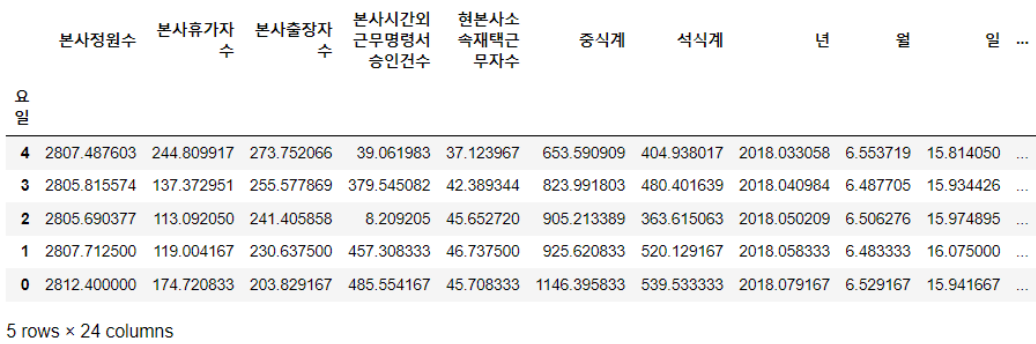 본사정원수 본사휴가자수 본사출장자수 본사시간외근무명령서승인건수 현본사소속재택근무자수 중식계 석식계 년 월 일 ...
요일
4 2807.487603 244.809917 273.752066 39.061983 37.123967 653.590909 404.938017 2018.033058 6.553719 15.814050 ...
3 2805.815574 137.372951 255.577869 379.545082 42.389344 823.991803 480.401639 2018.040984 6.487705 15.934426 ...
2 2805.690377 113.092050 241.405858 8.209205 45.652720 905.213389 363.615063 2018.050209 6.506276 15.974895 ...
1 2807.712500 119.004167 230.637500 457.308333 46.737500 925.620833 520.129167 2018.058333 6.483333 16.075000 ...
0 2812.400000 174.720833 203.829167 485.554167 45.708333 1146.395833 539.533333 2018.079167 6.529167 15.941667 ...
5 rows × 24 columns